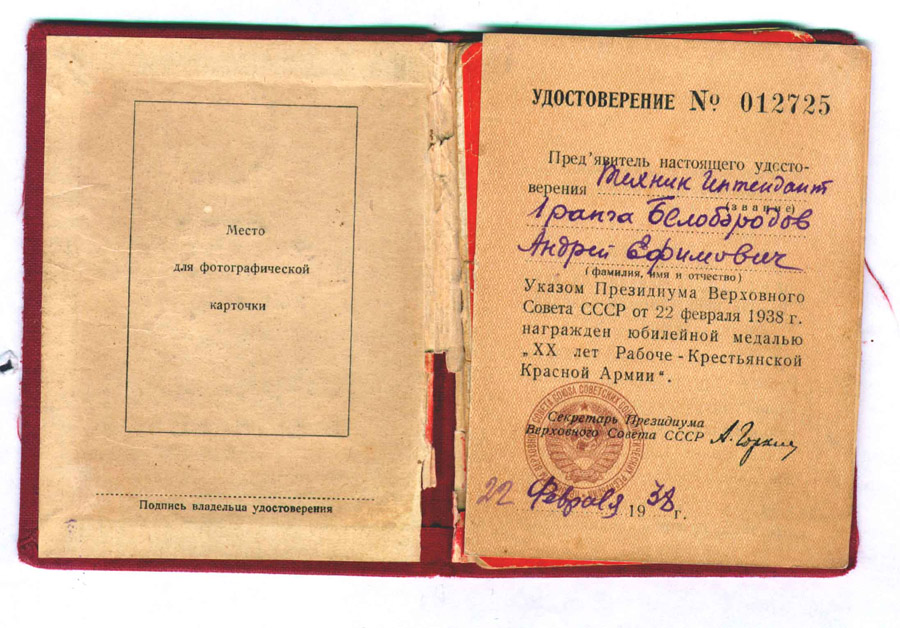 Место
для фотографической
карточки
Подпись владельца удостоверения
УДОСТОВЕРЕНИЕ № 012725
Пред'явитель настоящего удосто-
верения Техник Интендант
(звание)
1 ранга Белобородов
Андрей Ефимович
(фамилия, имя и отчество)
Указом Президиума Верховного
Совета СССР от 22 февраля 1938 г.
награжден юбилейной медалью
„XX лет Рабоче-Крестьянской
Красной Армии".
Секретарь Президиума
Верховного Совета СССР А. Горкин
22 Февраля 1938 г.